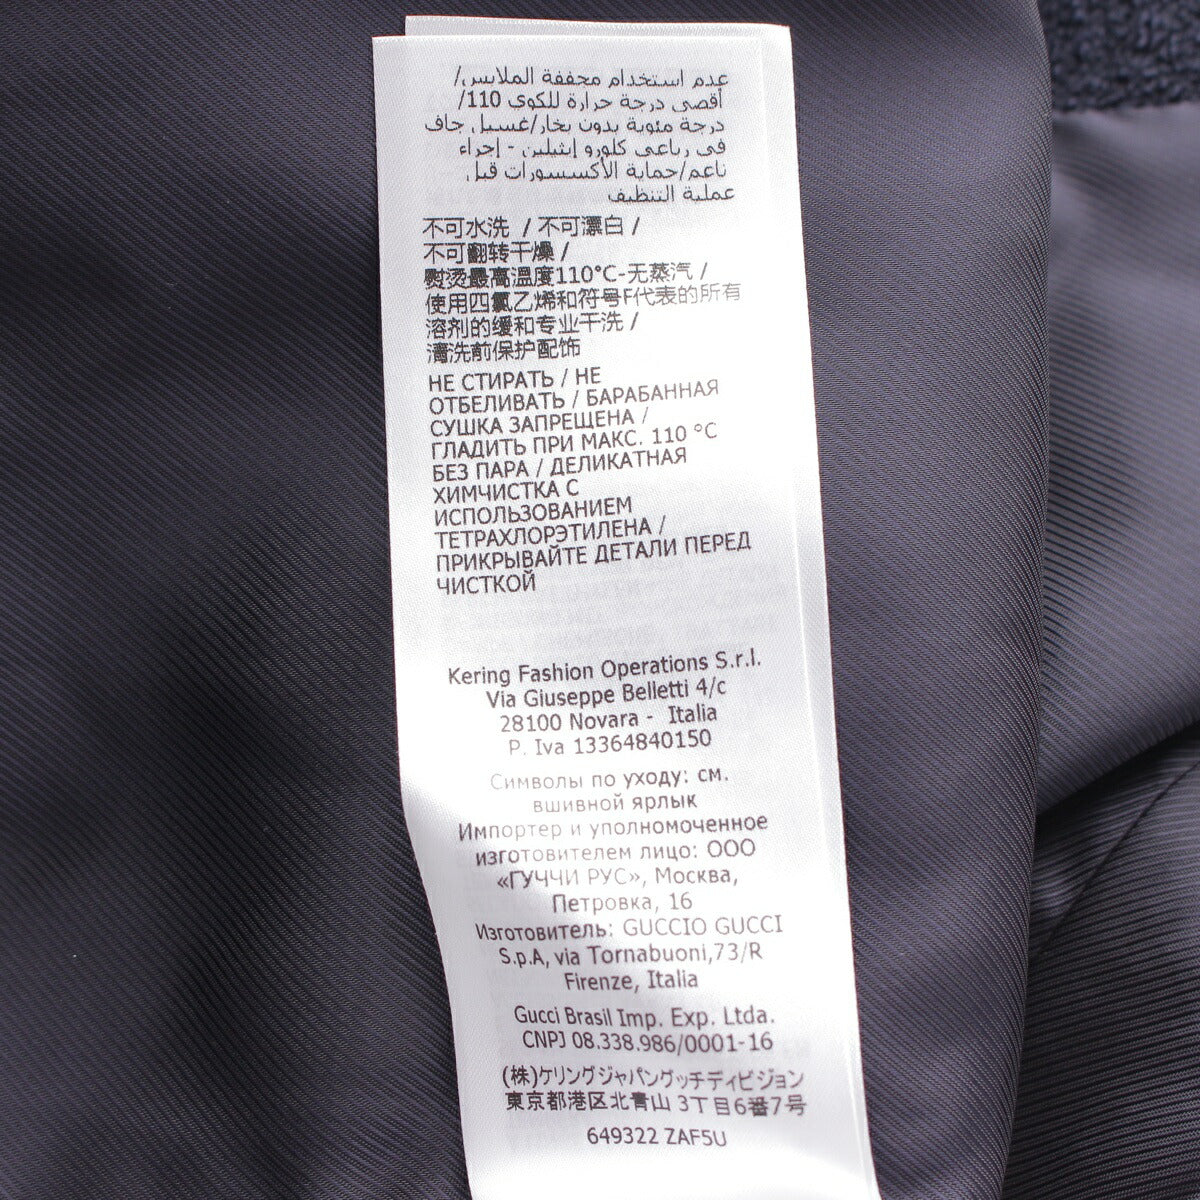 عدم استخدام مجففة الملابس/
أقصى درجة حرارة للكوى 110/
درجة مئوية بدون بخار/غسيل جاف
فى رباعى كلورو إيثيلين - إجراء
ناعم/حماية الأكسسورات قبل
عملية التنظيف
不可水洗 / 不可漂白 /
不可翻转干燥 /
熨烫最高温度110°C-无蒸汽 /
使用四氯乙烯和符号F代表的所有
溶剂的缓和专业干洗 /
清洗前保护配饰
НЕ СТИРАТЬ / НЕ
ОТБЕЛИВАТЬ / БАРАБАННАЯ
СУШКА ЗАПРЕЩЕНА /
ГЛАДИТЬ ПРИ МАКС. 110 °C
БЕЗ ПАРА / ДЕЛИКАТНАЯ
ХИМЧИСТКА С
ИСПОЛЬЗОВАНИЕМ
ТЕТРАХЛОРЭТИЛЕНА /
ПРИКРЫВАЙТЕ ДЕТАЛИ ПЕРЕД
ЧИСТКОЙ
Kering Fashion Operations S.r.l.
Via Giuseppe Belletti 4/c
28100 Novara - Italia
P. Iva 13364840150
Символы по уходу: см.
вшивной ярлык
Импортер и уполномоченное
изготовителем лицо: ООО
«ГУЧЧИ РУС», Москва,
Петровка, 16
Изготовитель: GUCCIO GUCCI
S.p.A, via Tornabuoni,73/R
Firenze, Italia
Gucci Brasil Imp. Exp. Ltda.
CNPJ 08.338.986/0001-16
(株)ケリングジャパングッチディビジョン
東京都港区北青山 3丁目6番7号
649322 ZAF5U